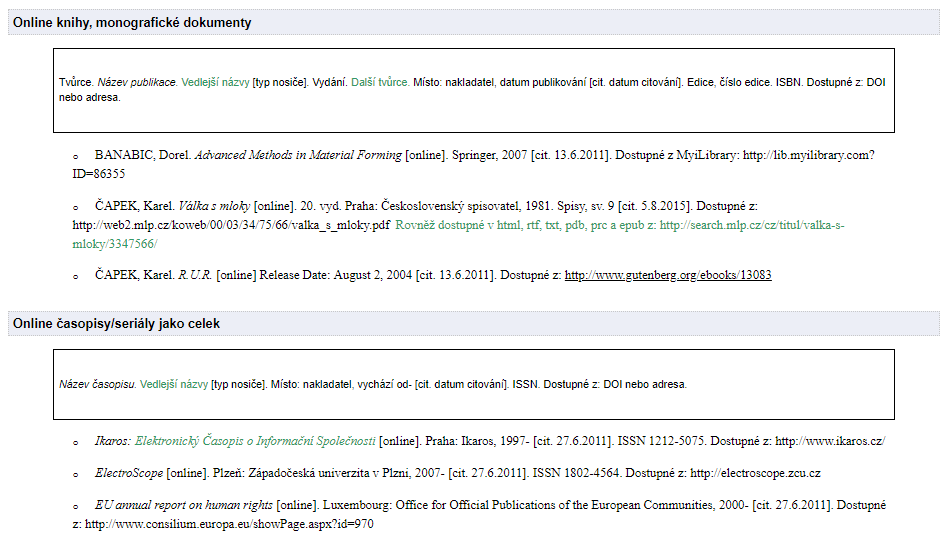 Online knihy, monografické dokumenty
Tvůrce. Název publikace. Vedlejší názvy [typ nosiče]. Vydání. Další tvůrce. Místo: nakladatel, datum publikování [cit. datum citování]. Edice, číslo edice. ISBN. Dostupné z: DOI
nebo adresa.
BANABIC, Dorel. Advanced Methods in Material Forming [online]. Springer, 2007 [cit. 13.6.2011]. Dostupné z MyiLibrary: http://lib.myilibrary.com?
ID=86355
ČAPEK, Karel. Válka s mloky [online]. 20. vyd. Praha: Československý spisovatel, 1981. Spisy, sv. 9 [cit. 5.8.2015]. Dostupné z:
http://web2.mlp.cz/koweb/00/03/34/75/66/valka_s_mloky.pdf Rovněž dostupné v html, rtf, txt, pdb, prc a epub z: http://search.mlp.cz/cz/titul/valka-s-
mloky/3347566/
ČAPEK, Karel. R.U.R. [online] Release Date: August 2, 2004 [cit. 13.6.2011]. Dostupné z: http://www.gutenberg.org/ebooks/13083
Online časopisy/seriály jako celek
Název časopisu. Vedlejší názvy [typ nosiče]. Místo: nakladatel, vychází od- [cit. datum citování]. ISSN. Dostupné z: DOI nebo adresa.
Ikaros: Elektronický Časopis o Informační Společnosti [online]. Praha: Ikaros, 1997- [cit. 27.6.2011]. ISSN 1212-5075. Dostupné z: http://www.ikaros.cz/
ElectroScope [online]. Plzeň: Západočeská univerzita v Plzni, 2007- [cit. 27.6.2011]. ISSN 1802-4564. Dostupné z: http://electroscope.zcu.cz
EU annual report on human rights [online]. Luxembourg: Office for Official Publications of the European Communities, 2000- [cit. 27.6.2011]. Dostupné
z: http://www.consilium.europa.eu/showPage.aspx?id=970